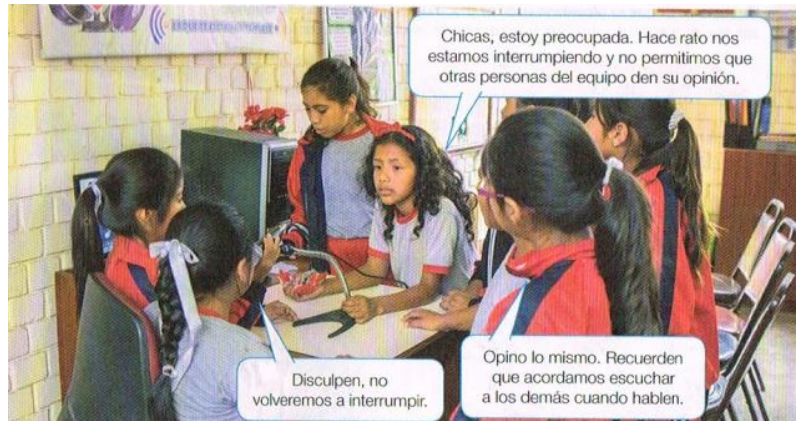 Chicas, estoy preocupada. Hace rato nos
estamos interrumpiendo y no permitimos que
otras personas del equipo den su opinión.
Disculpen, no
volveremos a interrumpir.
Opino lo mismo. Recuerden
que acordamos escuchar
a los demás cuando hablen.